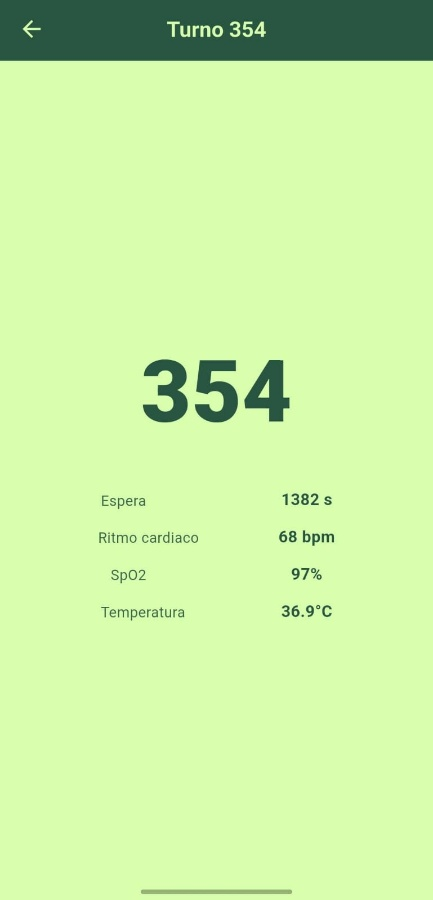 Turno 354
354
Espera 1382 s
Ritmo cardiaco 68 bpm
SpO2 97%
Temperatura 36.9°C